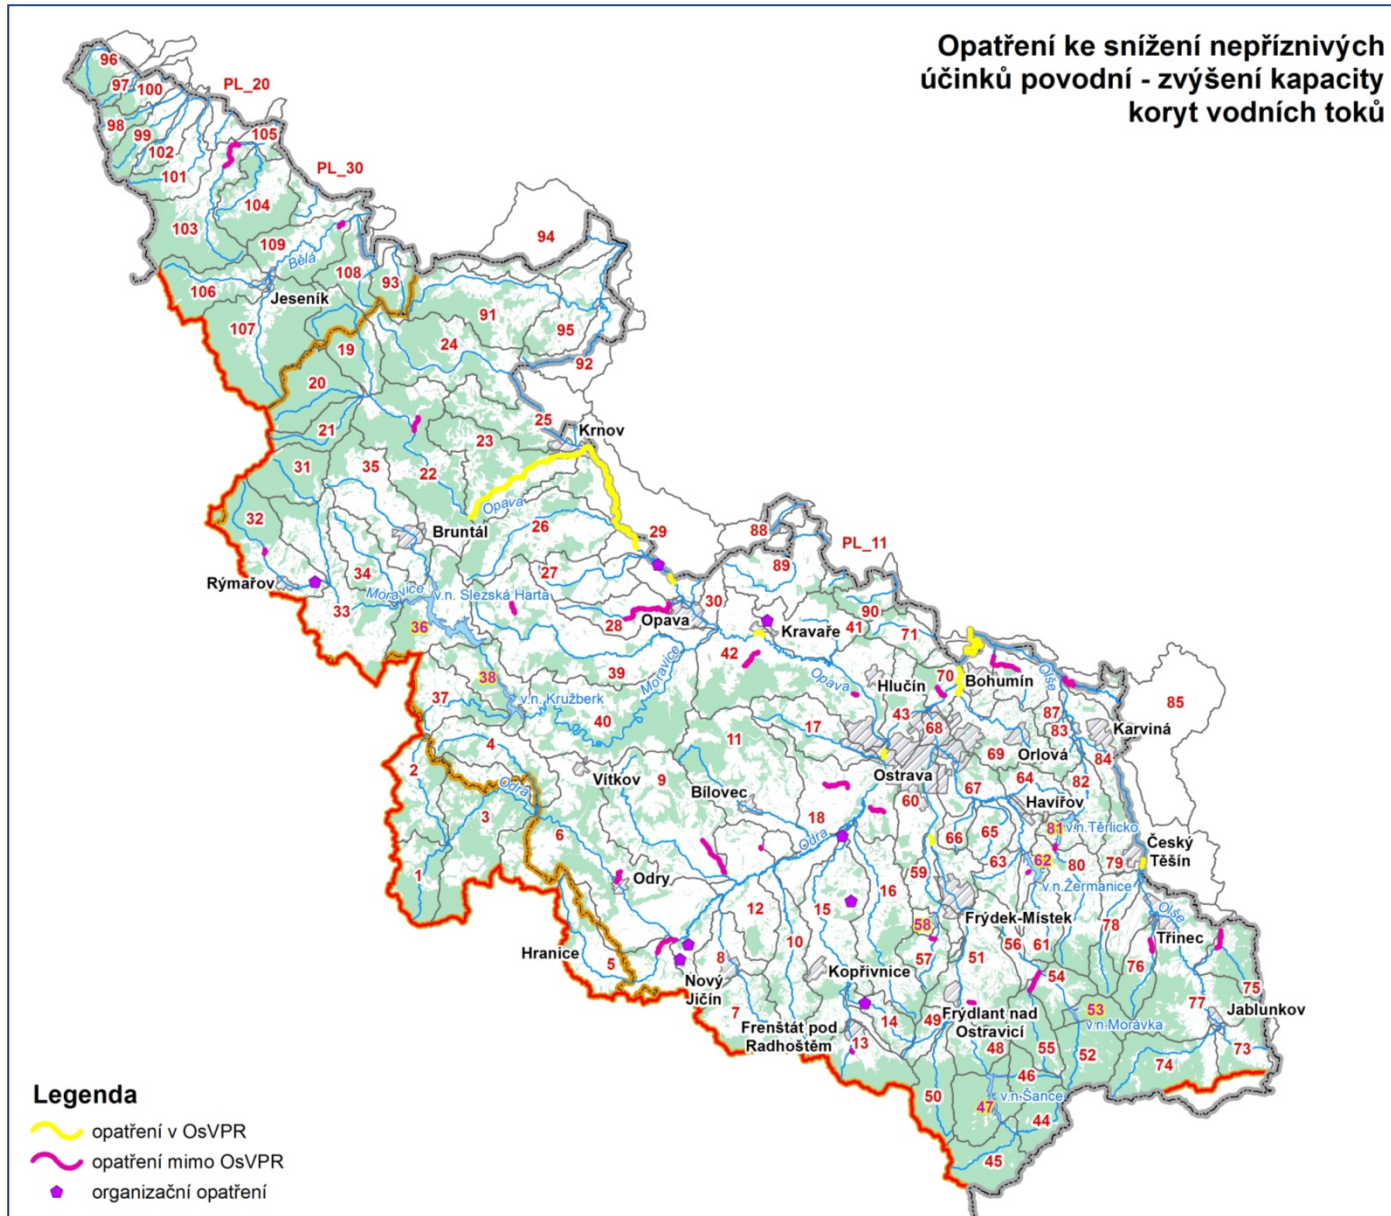 Opatření ke snížení nepříznivých
účinků povodní - zvýšení kapacity
koryt vodních toků
96
97
100
PL_20
98
99
105
102
101
PL_30
104
103
94
109
Bělá
108
93
106
Jeseník
107
91
95
19
24
92
20
25
Krnov
21
23
31
35
22
Opava
32
Bruntál
26
29
88
PL_11
89
27
Rýmařov
34
Moravice
v.n. Slezská Harta
33
30
90
28
Opava
Kravaře
41
71
36
42
39
Moravice
38
Opava
Hlučín
70
Bohumín
Olše
85
37
v.n. Kružberk
40
43
87
17
68
83
Karviná
4
11
69
Orlová
84
2
Odra
Vítkov
9
Ostrava
82
64
Bílovec
60
67
Havířov
3
18
Odra
66
65
81
v.n.Těrlicko
6
Český
Těšín
62
79
63
80
v.n.Žermanice
1
Odry
59
16
12
15
58
Frýdek-Místek
78
Olše
Třinec
Hranice
56
61
5
8
10
57
51
76
Nový
Jičín
Kopřivnice
54
75
77
7
Frenštát pod
Radhoštěm
14
49
Frýdlant nad
Ostravicí
53
v.n.Morávka
Jablunkov
13
48
55
52
73
74
46
50
v.n.Šance
47
44
45
Legenda
opatření v OsVPR
opatření mimo OsVPR
organizační opatření